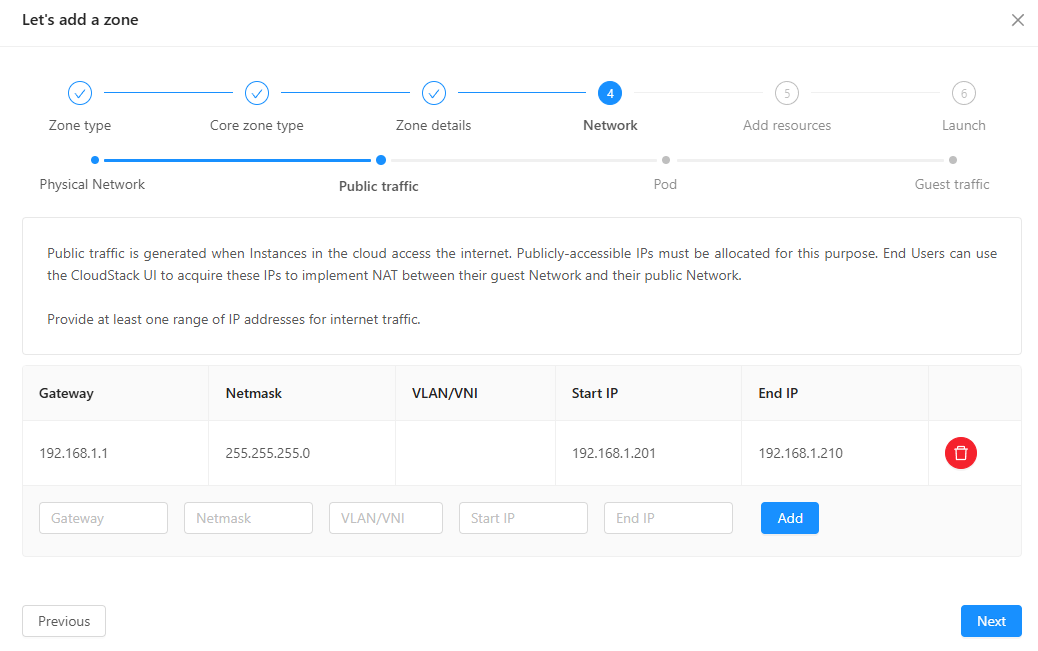 Let's add a zone
4 5 6
Zone type Core zone type Zone details Network Add resources Launch
Physical Network Public traffic Pod Guest traffic
Public traffic is generated when Instances in the cloud access the internet. Publicly-accessible IPs must be allocated for this purpose. End Users can use
the CloudStack UI to acquire these IPs to implement NAT between their guest Network and their public Network.
Provide at least one range of IP addresses for internet traffic.
Gateway Netmask VLAN/VNI Start IP End IP
192.168.1.1 255.255.255.0 192.168.1.201 192.168.1.210
Gateway Netmask VLAN/VNI Start IP End IP Add
Previous Next